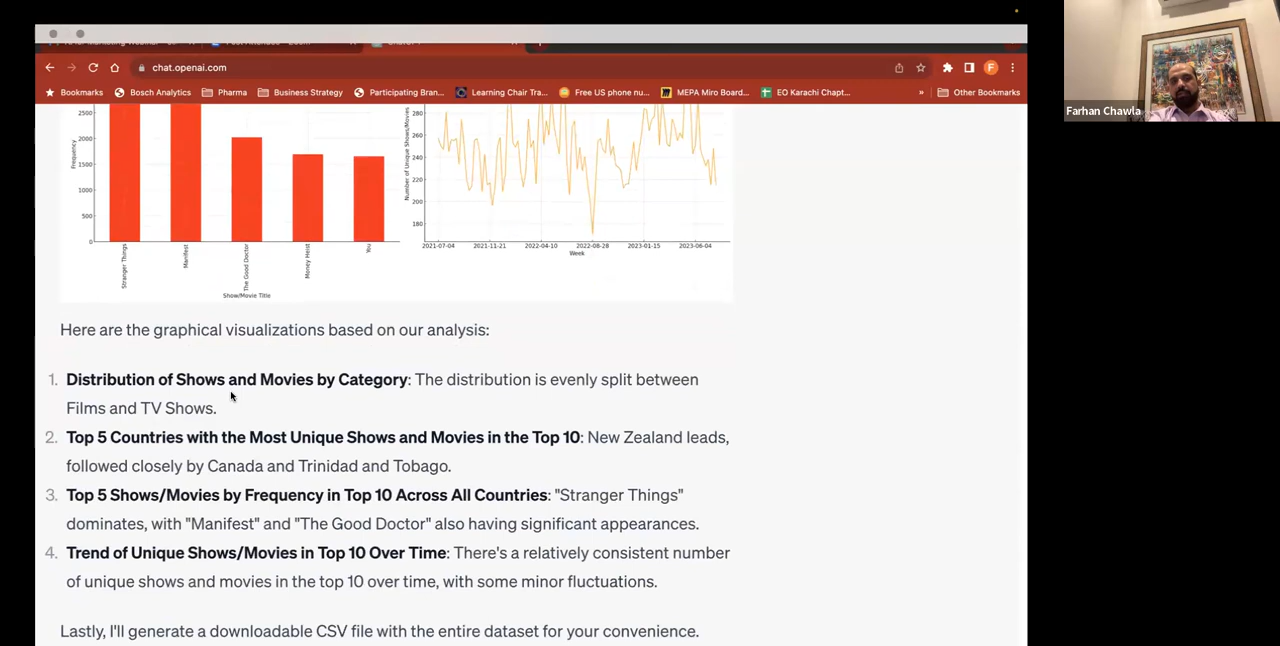 chat.openai.com
Bookmarks Bosch Analytics Pharma Business Strategy Participating Bran... Learning Chair Tra... Free US phone nu... MEPA Miro Board... EO Karachi Chapt... » Other Bookmarks
Farhan Chawla
2500
2000
1500
1000
500
0
Frequency
Stranger Things
Manifest
The Good Doctor
Money Heist
You
Show/Movie Title
280
260
240
220
200
180
Number of Unique Shows/Movies
2021-07-04 2021-11-21 2022-04-10 2022-08-28 2023-01-15 2023-06-04
Week
Here are the graphical visualizations based on our analysis:
1. Distribution of Shows and Movies by Category: The distribution is evenly split between
Films and TV Shows.
2. Top 5 Countries with the Most Unique Shows and Movies in the Top 10: New Zealand leads,
followed closely by Canada and Trinidad and Tobago.
3. Top 5 Shows/Movies by Frequency in Top 10 Across All Countries: "Stranger Things"
dominates, with "Manifest" and "The Good Doctor" also having significant appearances.
4. Trend of Unique Shows/Movies in Top 10 Over Time: There's a relatively consistent number
of unique shows and movies in the top 10 over time, with some minor fluctuations.
Lastly, I'll generate a downloadable CSV file with the entire dataset for your convenience.